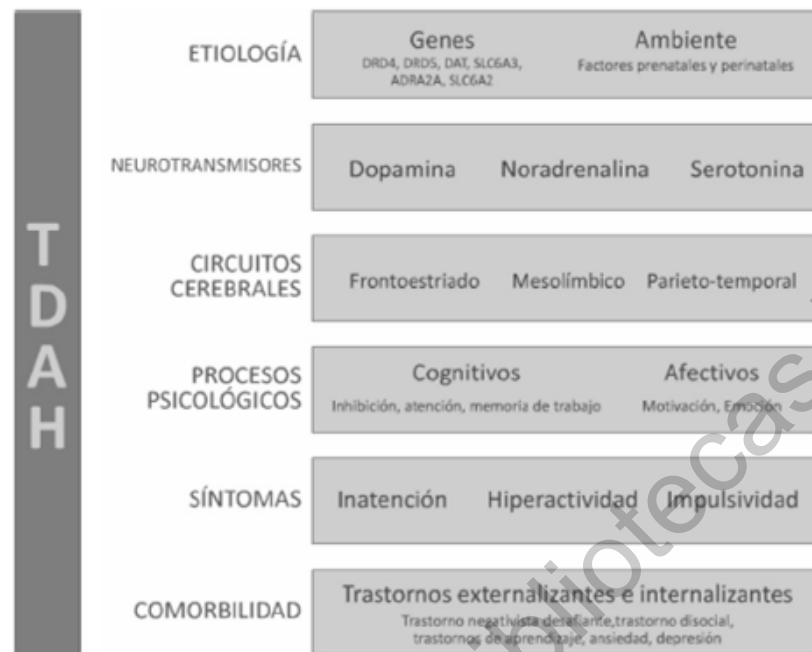 TDAH
ETIOLOGÍA
Genes
DRD4, DRD5, DAT, SLC6A3,
ADRA2A, SLC6A2
Ambiente
Factores prenatales y perinatales
NEUROTRANSMISORES
Dopamina Noradrenalina Serotonina
CIRCUITOS
CEREBRALES
Frontoestriado Mesolímbico Parieto-temporal
PROCESOS
PSICOLÓGICOS
Cognitivos
Inhibición, atención, memoria de trabajo
Afectivos
Motivación, Emoción
SÍNTOMAS
Inatención Hiperactividad Impulsividad
COMORBILIDAD
Trastornos externalizantes e internalizantes
Trastorno negativista desafiante,trastorno disocial,
trastornos de aprendizaje, ansiedad, depresión
bibliotecas